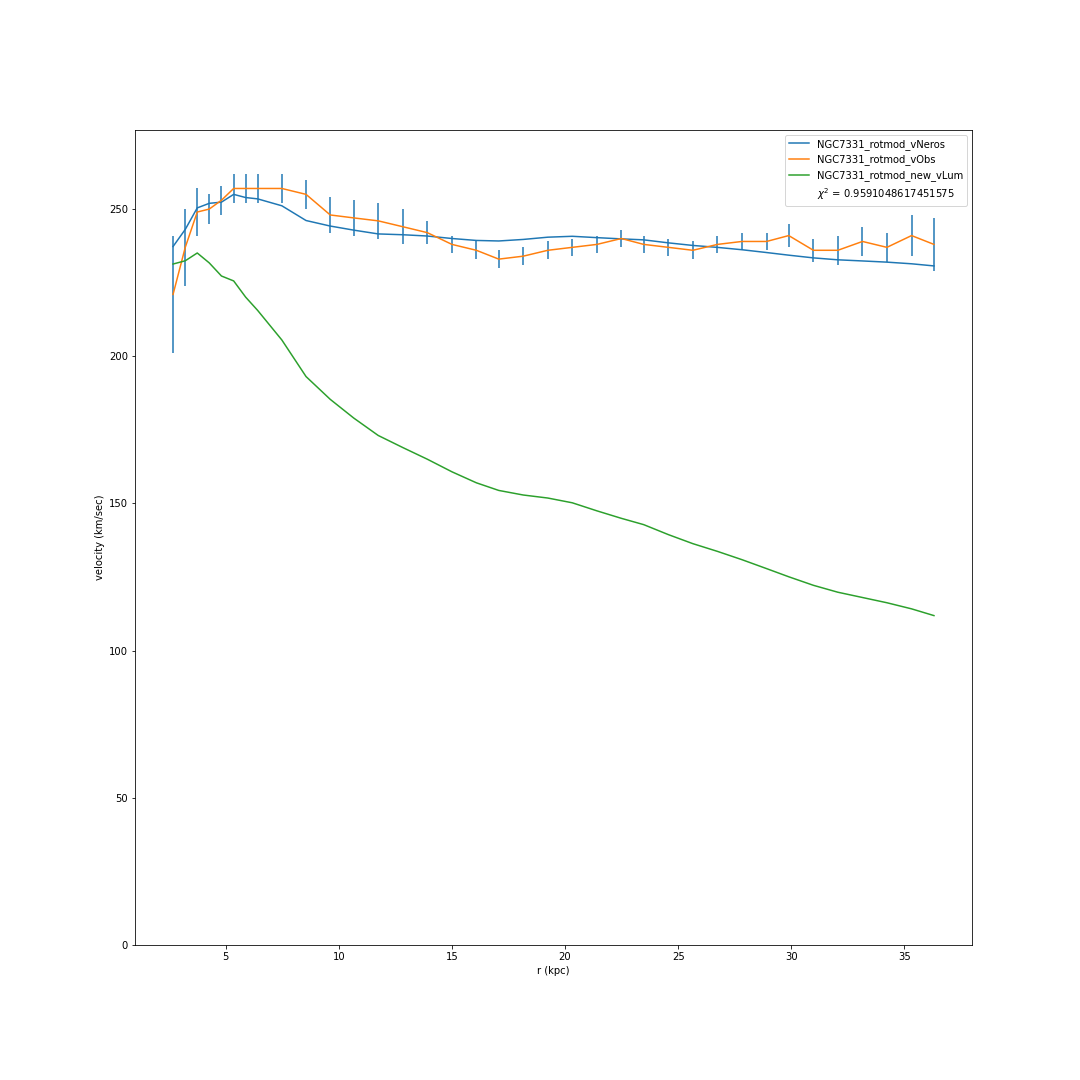 NGC7331_rotmod_vNeros
NGC7331_rotmod_vObs
NGC7331_rotmod_new_vLum
χ² = 0.9591048617451575
250
200
150
100
50
0
velocity (km/sec)
5 10 15 20 25 30 35
r (kpc)